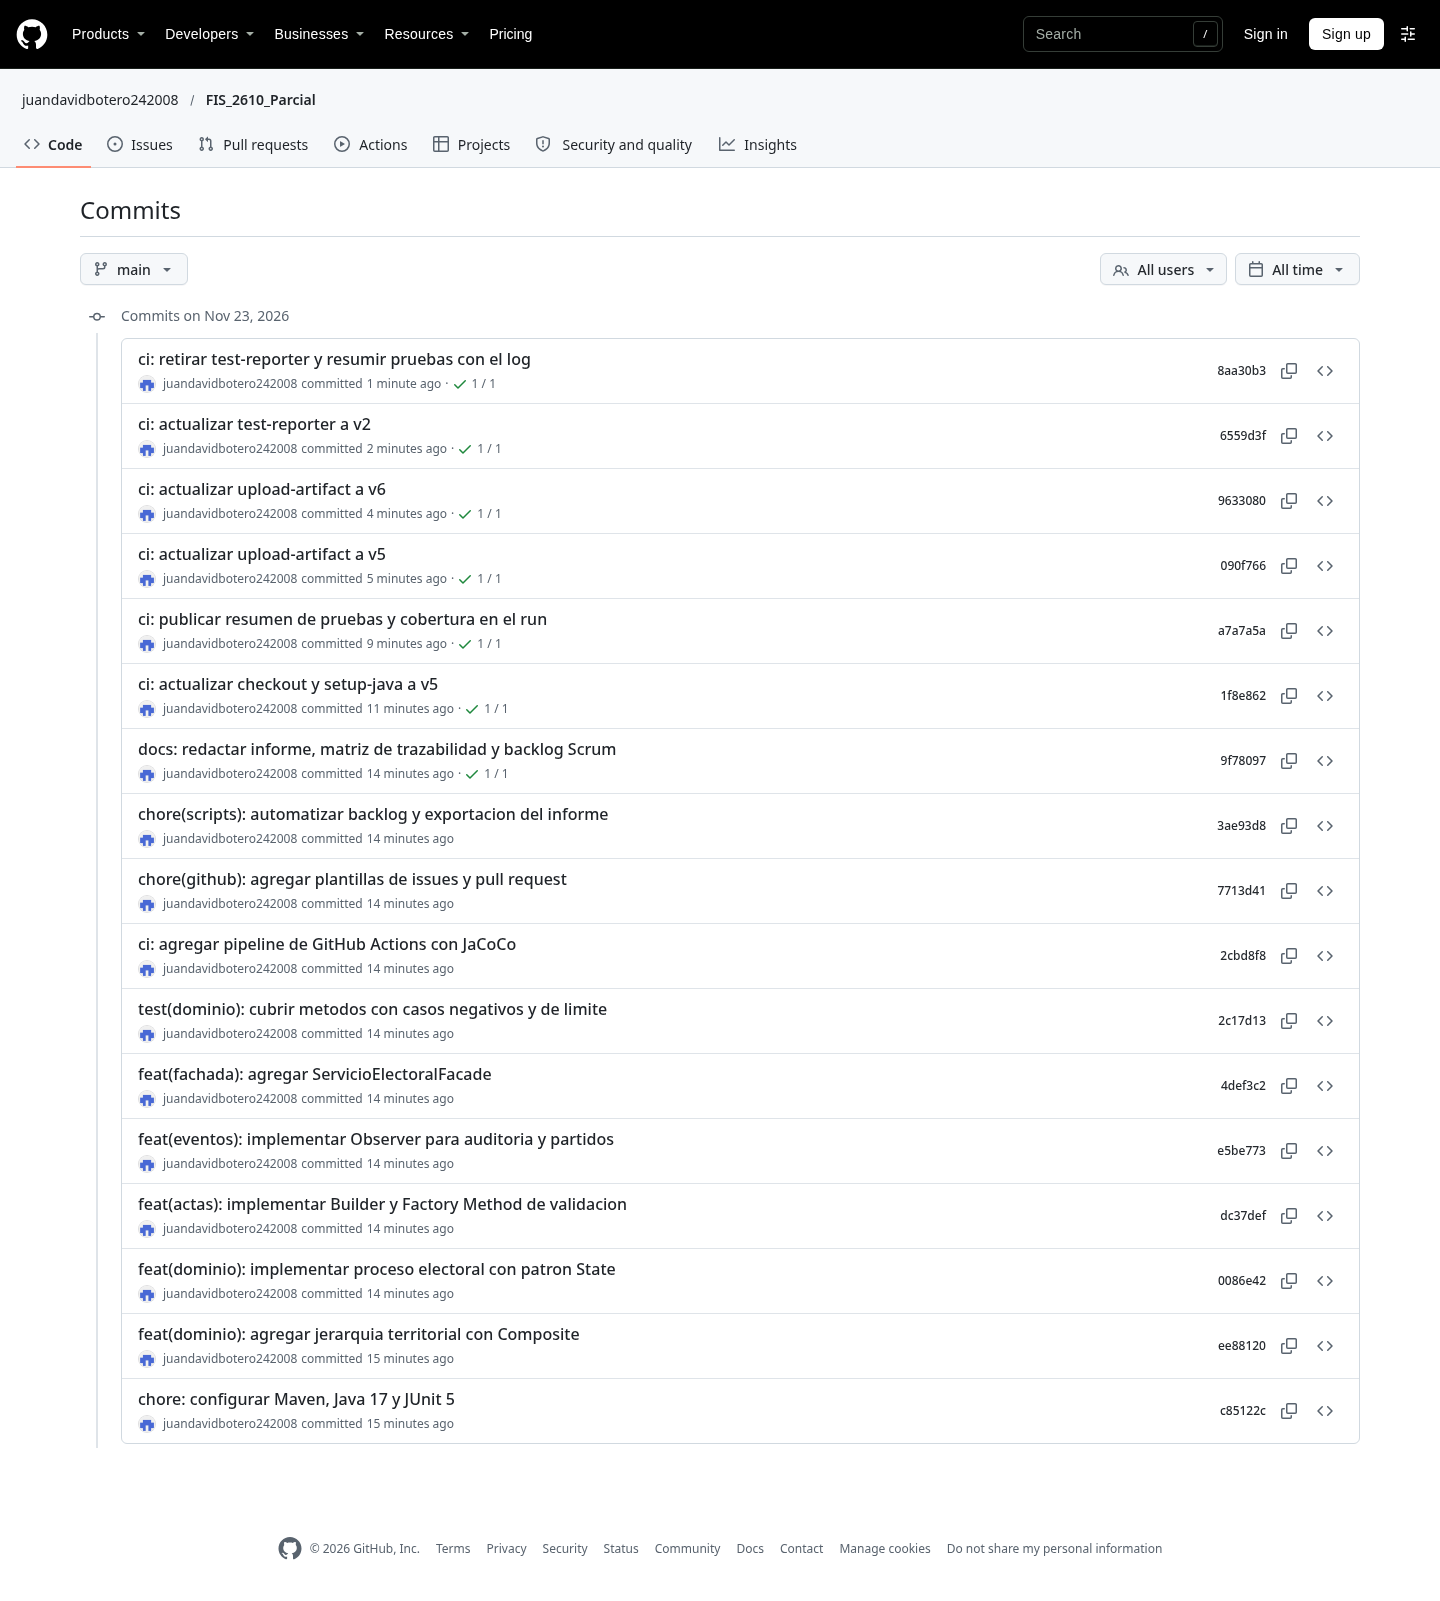 Products Developers Businesses Resources Pricing Search / Sign in Sign up
juandavidbotero242008 / FIS_2610_Parcial
Code Issues Pull requests Actions Projects Security and quality Insights
Commits
main All users All time
Commits on Nov 23, 2026
ci: retirar test-reporter y resumir pruebas con el log
juandavidbotero242008 committed 1 minute ago · 1 / 1
8aa30b3
ci: actualizar test-reporter a v2
juandavidbotero242008 committed 2 minutes ago · 1 / 1
6559d3f
ci: actualizar upload-artifact a v6
juandavidbotero242008 committed 4 minutes ago · 1 / 1
9633080
ci: actualizar upload-artifact a v5
juandavidbotero242008 committed 5 minutes ago · 1 / 1
090f766
ci: publicar resumen de pruebas y cobertura en el run
juandavidbotero242008 committed 9 minutes ago · 1 / 1
a7a7a5a
ci: actualizar checkout y setup-java a v5
juandavidbotero242008 committed 11 minutes ago · 1 / 1
1f8e862
docs: redactar informe, matriz de trazabilidad y backlog Scrum
juandavidbotero242008 committed 14 minutes ago · 1 / 1
9f78097
chore(scripts): automatizar backlog y exportacion del informe
juandavidbotero242008 committed 14 minutes ago
3ae93d8
chore(github): agregar plantillas de issues y pull request
juandavidbotero242008 committed 14 minutes ago
7713d41
ci: agregar pipeline de GitHub Actions con JaCoCo
juandavidbotero242008 committed 14 minutes ago
2cbd8f8
test(dominio): cubrir metodos con casos negativos y de limite
juandavidbotero242008 committed 14 minutes ago
2c17d13
feat(fachada): agregar ServicioElectoralFacade
juandavidbotero242008 committed 14 minutes ago
4def3c2
feat(eventos): implementar Observer para auditoria y partidos
juandavidbotero242008 committed 14 minutes ago
e5be773
feat(actas): implementar Builder y Factory Method de validacion
juandavidbotero242008 committed 14 minutes ago
dc37def
feat(dominio): implementar proceso electoral con patron State
juandavidbotero242008 committed 14 minutes ago
0086e42
feat(dominio): agregar jerarquia territorial con Composite
juandavidbotero242008 committed 15 minutes ago
ee88120
chore: configurar Maven, Java 17 y JUnit 5
juandavidbotero242008 committed 15 minutes ago
c85122c
© 2026 GitHub, Inc. Terms Privacy Security Status Community Docs Contact Manage cookies Do not share my personal information